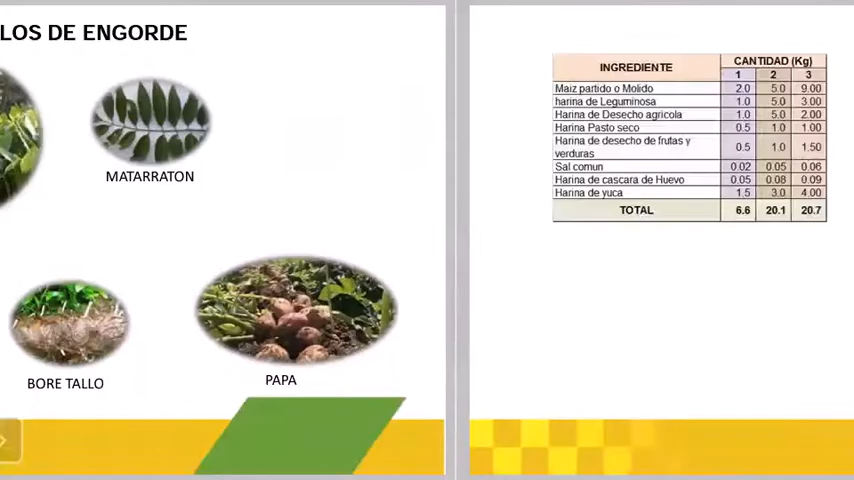 LOS DE ENGORDE
MATARRATON
BORE TALLO
PAPA
INGREDIENTE CANTIDAD (Kg)
1 2 3
Maiz partido o Molido 2.0 5.0 9.00
harina de Leguminosa 1.0 5.0 3.00
Harina de Desecho agricola 1.0 5.0 2.00
Harina Pasto seco 0.5 1.0 1.00
Harina de desecho de frutas y
verduras 0.5 1.0 1.50
Sal comun 0.02 0.05 0.06
Harina de cascara de Huevo 0.05 0.08 0.09
Harina de yuca 1.5 3.0 4.00
TOTAL 6.6 20.1 20.7